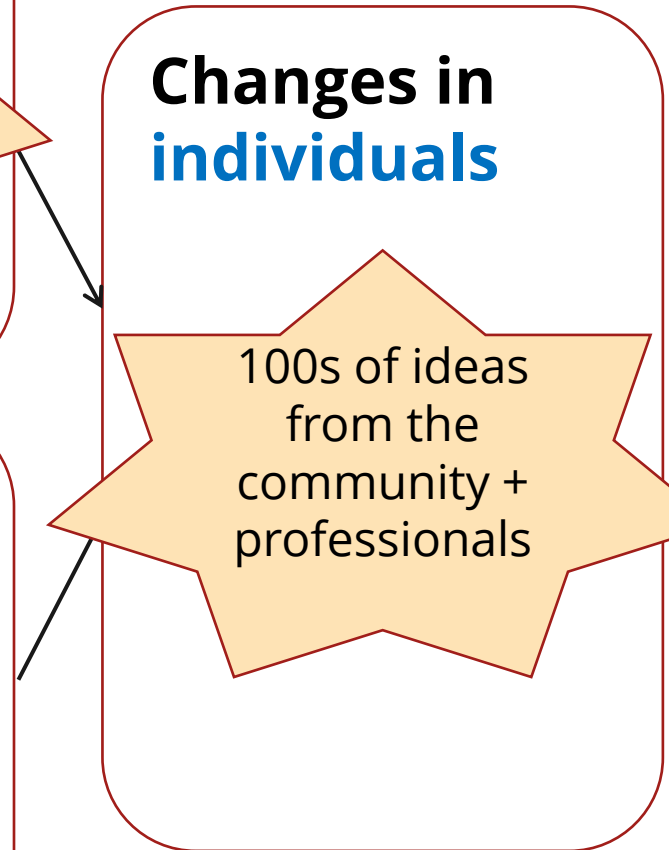 Changes in
individuals
100s of ideas
from the
community +
professionals